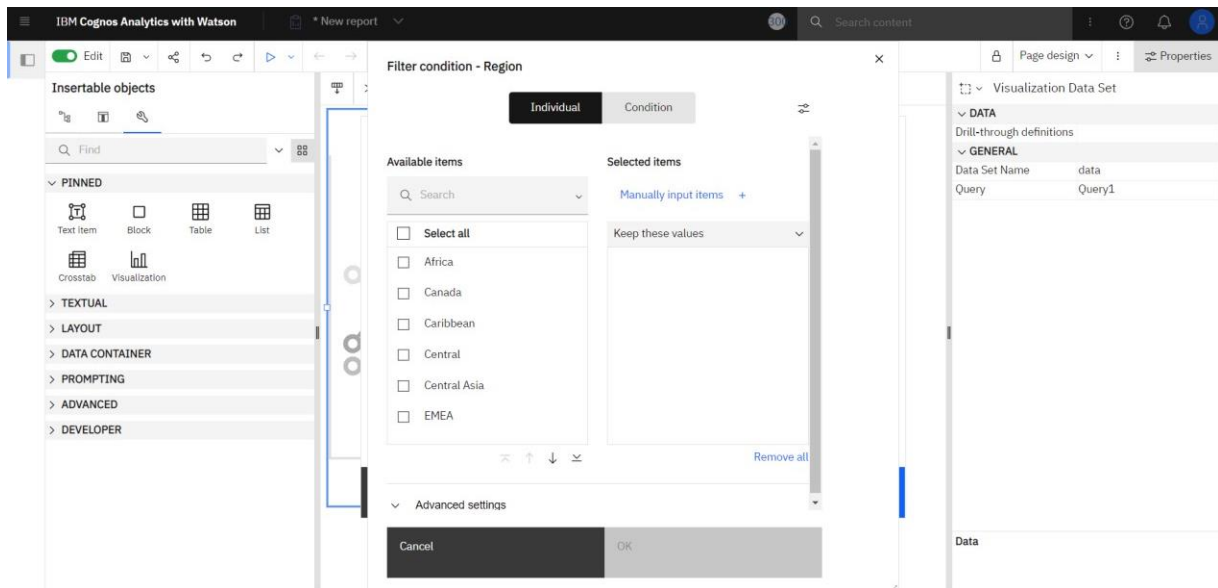 IBM Cognos Analytics with Watson
* New report
Search content
Edit
Page design
Properties
Insertable objects
Find
PINNED
Text item
Block
Table
List
Crosstab
Visualization
TEXTUAL
LAYOUT
DATA CONTAINER
PROMPTING
ADVANCED
DEVELOPER
Filter condition - Region
Individual
Condition
Available items
Search
Select all
Africa
Canada
Caribbean
Central
Central Asia
EMEA
Selected items
Manually input items +
Keep these values
Remove all
Advanced settings
Cancel
OK
Visualization Data Set
DATA
Drill-through definitions
GENERAL
Data Set Name data
Query Query1
Data